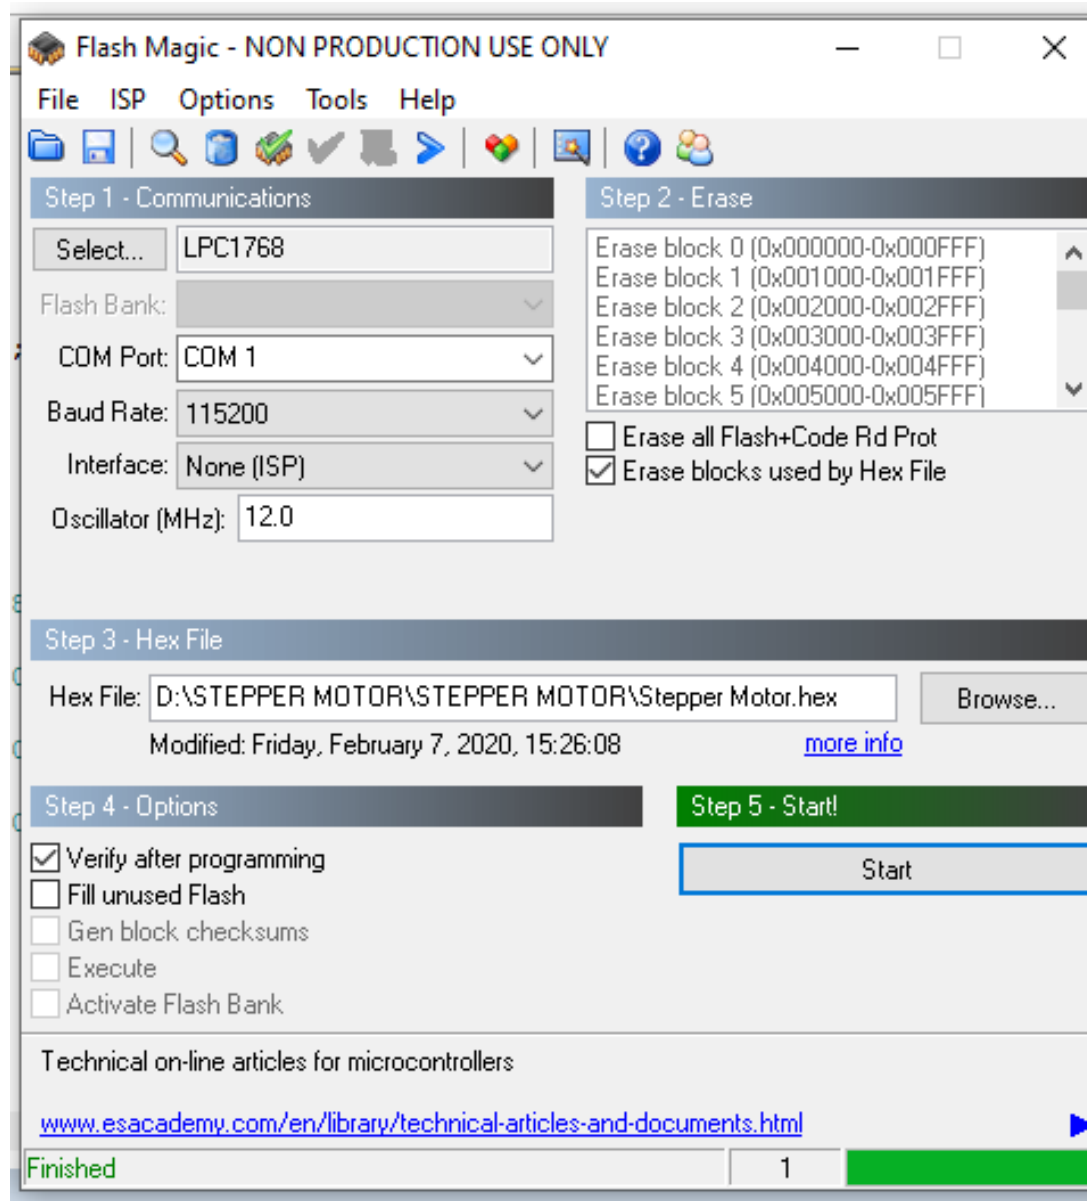 Flash Magic - NON PRODUCTION USE ONLY
File ISP Options Tools Help
Step 1 - Communications
Select... LPC1768
Flash Bank:
COM Port: COM 1
Baud Rate: 115200
Interface: None (ISP)
Oscillator (MHz): 12.0
Step 2 - Erase
Erase block 0 (0x000000-0x000FFF)
Erase block 1 (0x001000-0x001FFF)
Erase block 2 (0x002000-0x002FFF)
Erase block 3 (0x003000-0x003FFF)
Erase block 4 (0x004000-0x004FFF)
Erase block 5 (0x005000-0x005FFF)
Erase all Flash+Code Rd Prot
Erase blocks used by Hex File
Step 3 - Hex File
Hex File: D:\STEPPER MOTOR\STEPPER MOTOR\Stepper Motor.hex Browse...
Modified: Friday, February 7, 2020, 15:26:08 more info
Step 4 - Options
Verify after programming
Fill unused Flash
Gen block checksums
Execute
Activate Flash Bank
Step 5 - Start!
Start
Technical on-line articles for microcontrollers
www.esacademy.com/en/library/technical-articles-and-documents.html
Finished 1